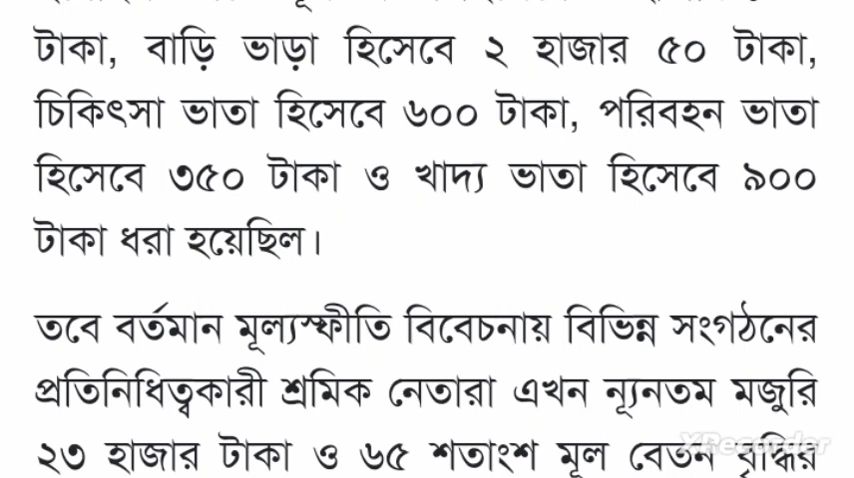 টাকা, বাড়ি ভাড়া হিসেবে ২ হাজার ৫০ টাকা,
চিকিৎসা ভাতা হিসেবে ৬০০ টাকা, পরিবহন ভাতা
হিসেবে ৩৫০ টাকা ও খাদ্য ভাতা হিসেবে ৯০০
টাকা ধরা হয়েছিল।
তবে বর্তমান মূল্যস্ফীতি বিবেচনায় বিভিন্ন সংগঠনের
প্রতিনিধিত্বকারী শ্রমিক নেতারা এখন ন্যূনতম মজুরি
২৩ হাজার টাকা ও ৬৫ শতাংশ মূল বেতন বৃদ্ধির
XRecorder